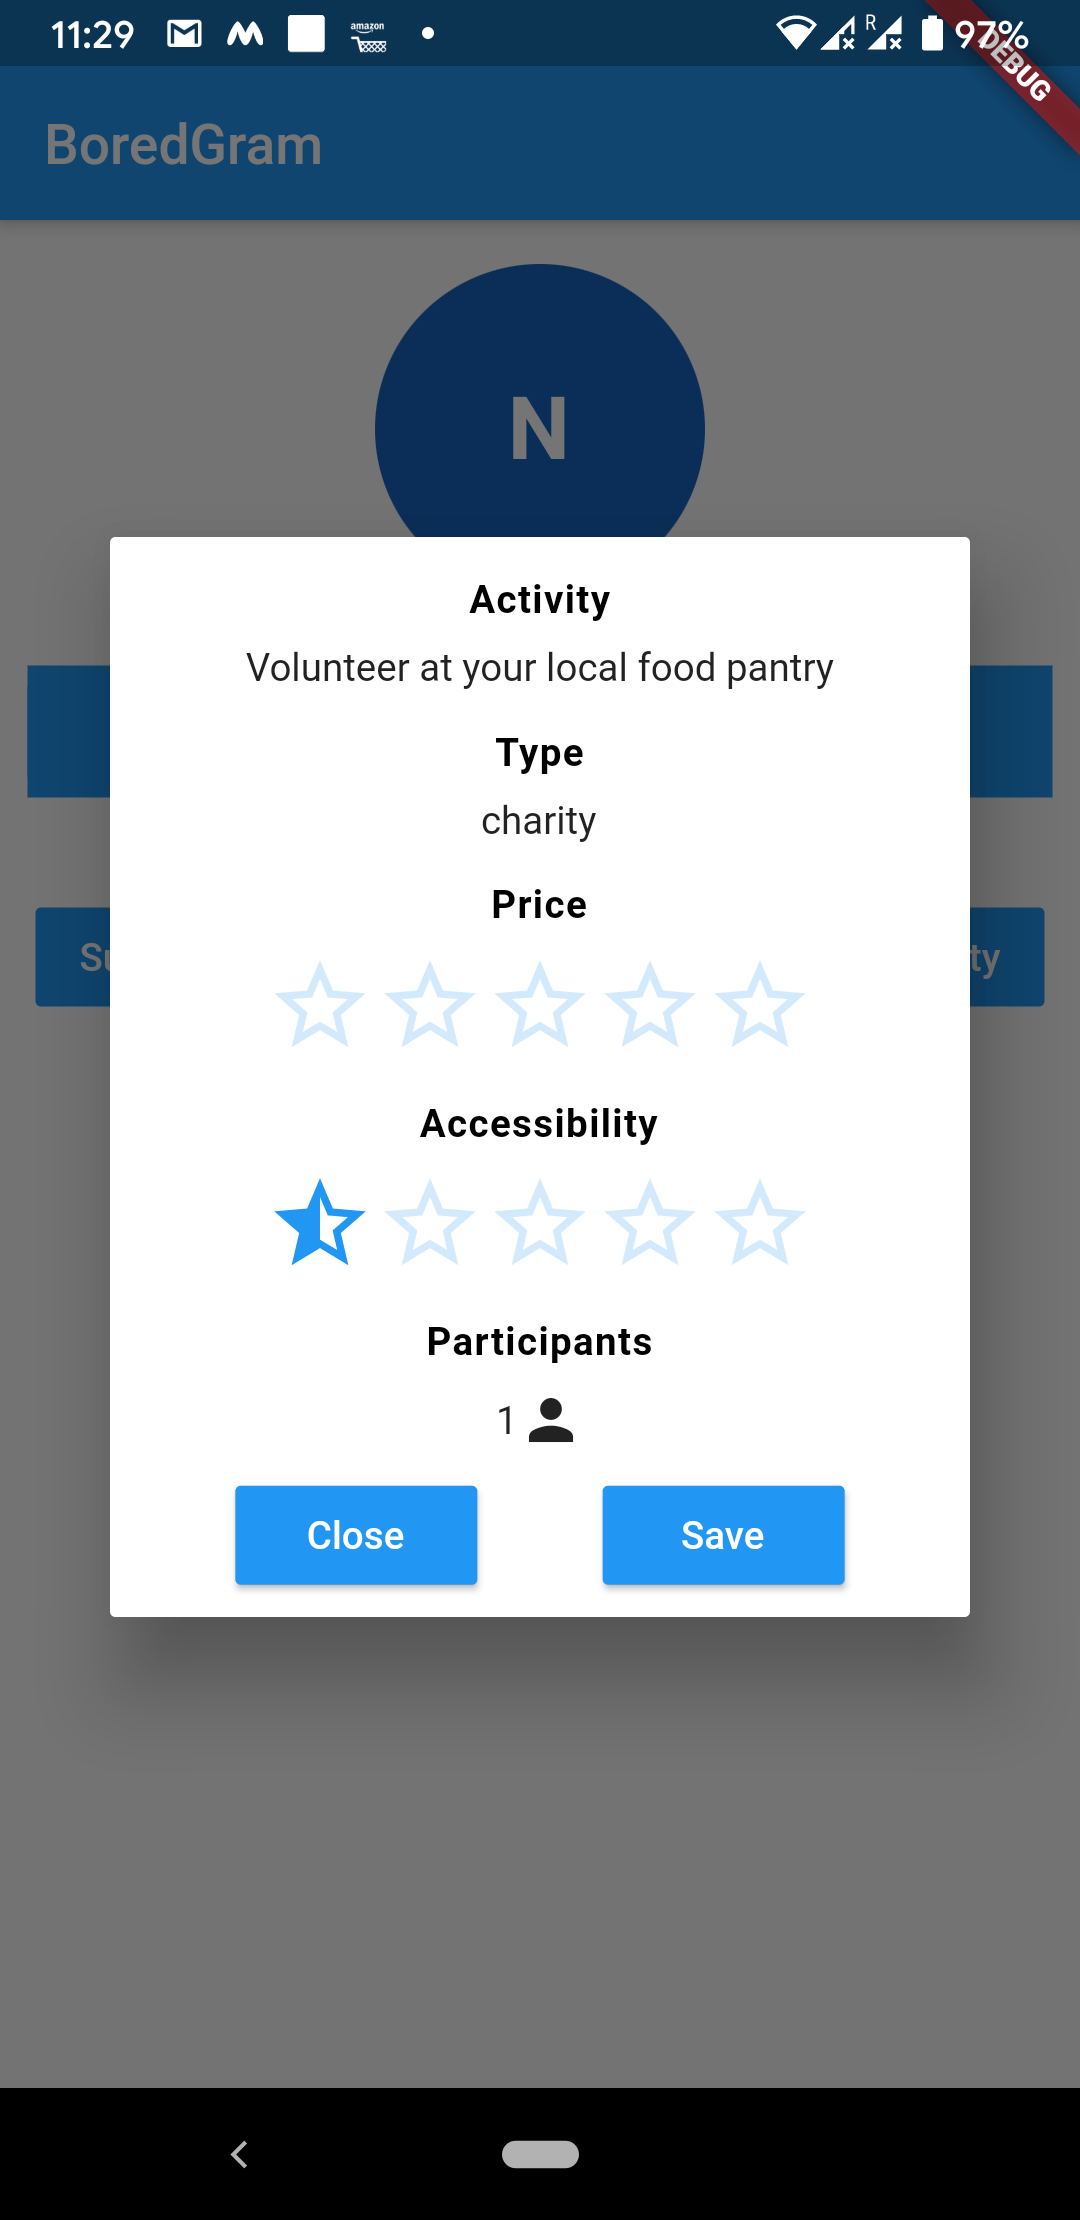 11:29 amazon R 97%
DEBUG
BoredGram
N
Activity
Volunteer at your local food pantry
Type
charity
Price
Su ty
Accessibility
Participants
1
Close Save